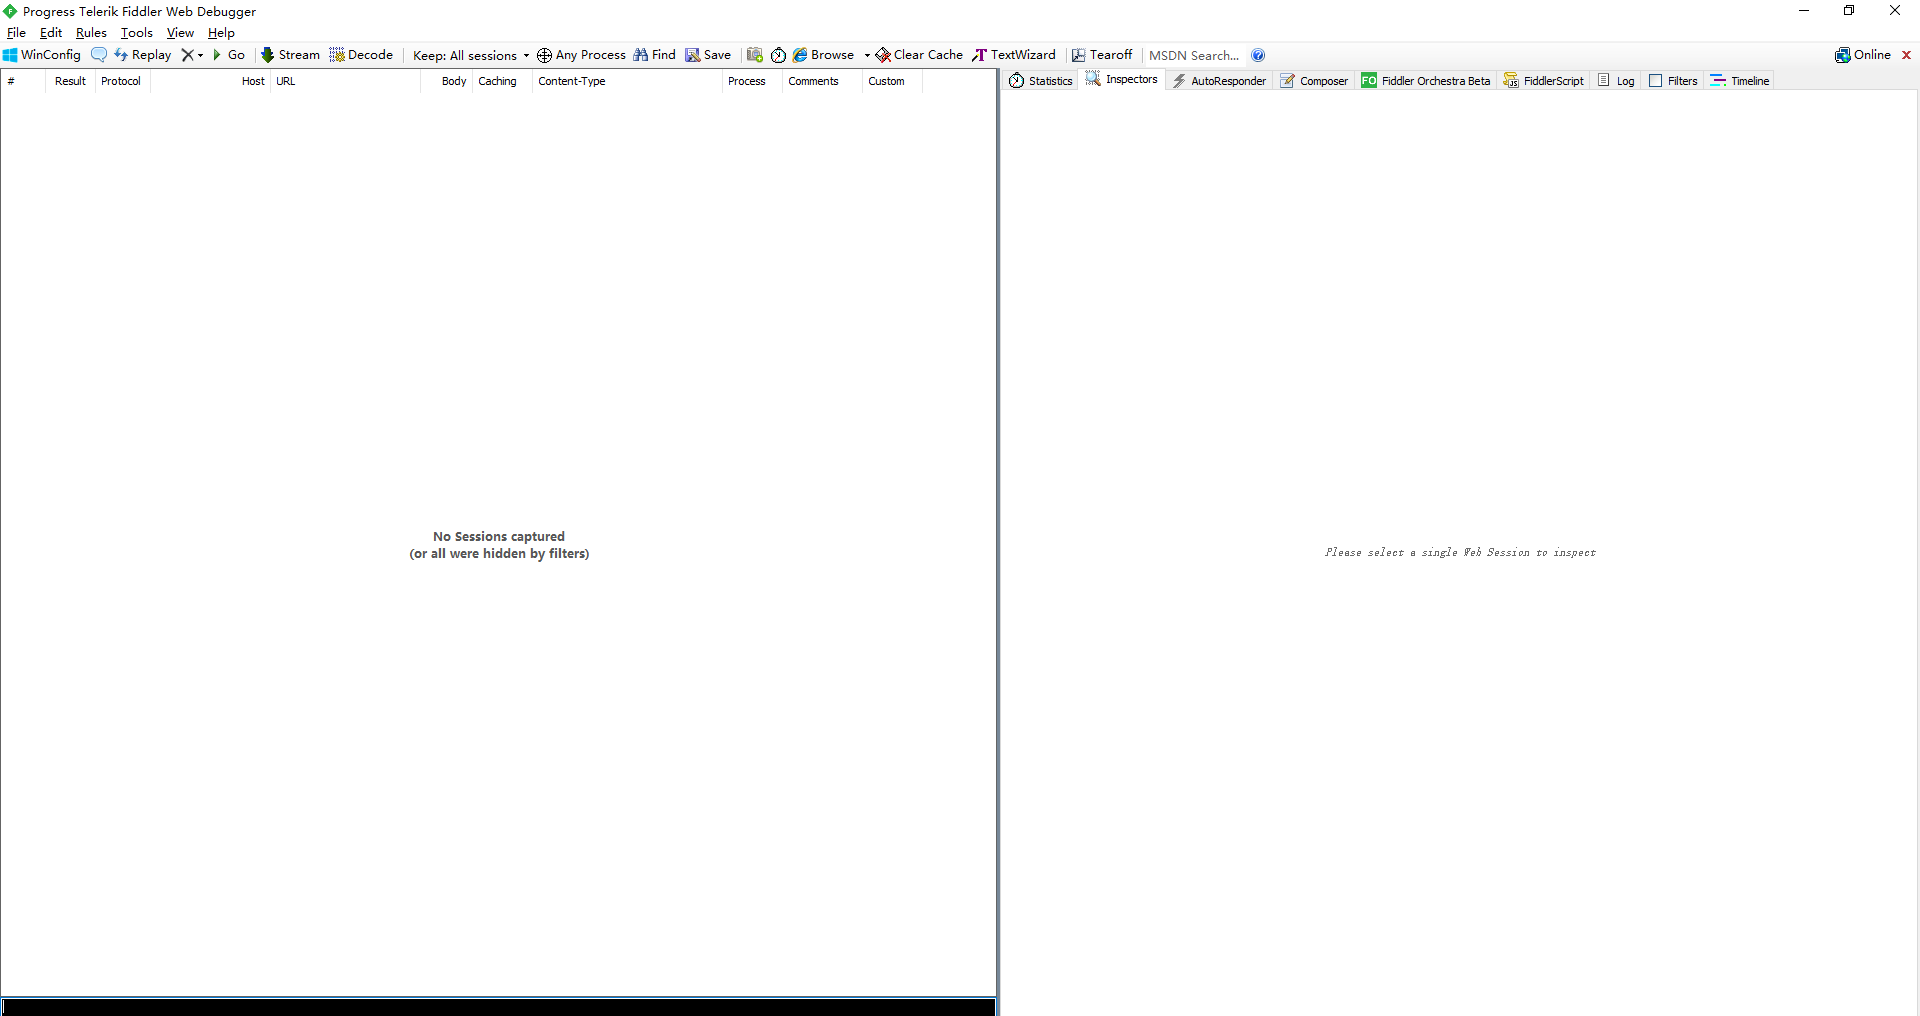 Progress Telerik Fiddler Web Debugger
File Edit Rules Tools View Help
WinConfig Replay Go Stream Decode Keep: All sessions Any Process Find Save Browse Clear Cache TextWizard Tearoff MSDN Search... Online
# Result Protocol Host URL Body Caching Content-Type Process Comments Custom
Statistics Inspectors AutoResponder Composer FO Fiddler Orchestra Beta FiddlerScript Log Filters Timeline
No Sessions captured
(or all were hidden by filters)
Please select a single Web Session to inspect